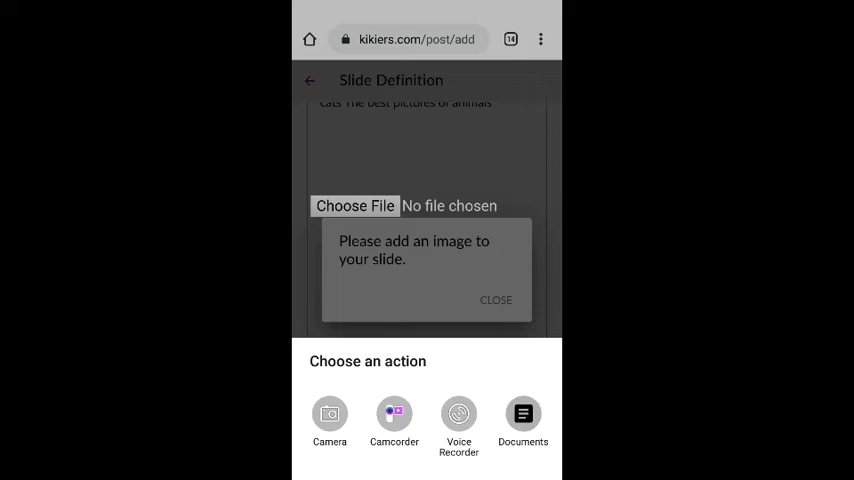 kikiers.com/post/add
14
Slide Definition
cats The best pictures of animals
Choose File No file chosen
Please add an image to
your slide.
CLOSE
Choose an action
Camera
Camcorder
Voice
Recorder
Documents